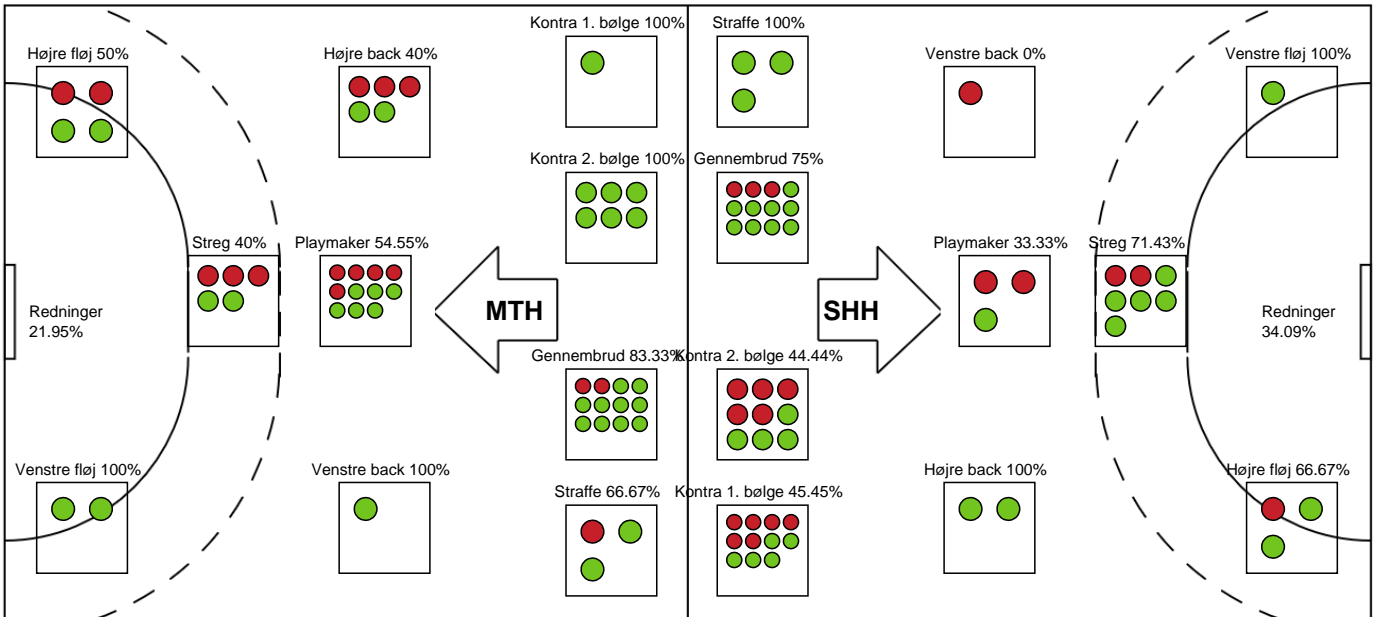 Kontra 1. bølge 100%
Straffe 100%
Højre fløj 50%
Højre back 40%
Venstre back 0%
Venstre fløj 100%
Kontra 2. bølge 100%
Gennembrud 75%
Streg 40%
Playmaker 54.55%
Playmaker 33.33%
Streg 71.43%
Redninger
21.95%
MTH
SHH
Redninger
34.09%
Gennembrud 83.33%
Kontra 2. bølge 44.44%
Venstre fløj 100%
Venstre back 100%
Straffe 66.67%
Kontra 1. bølge 45.45%
Højre back 100%
Højre fløj 66.67%